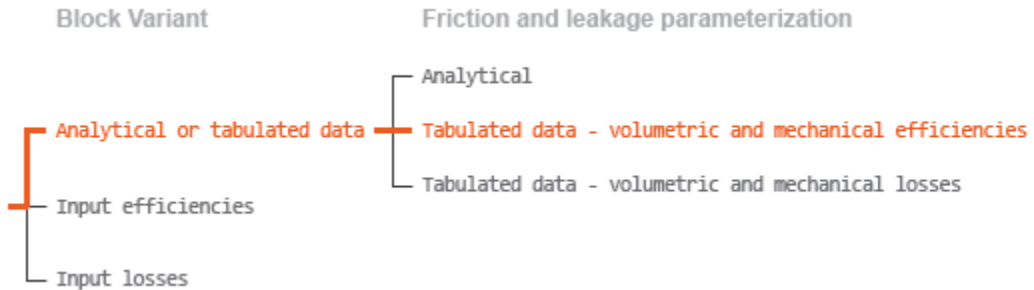 Block Variant
Friction and leakage parameterization
Analytical
Analytical or tabulated data
Tabulated data - volumetric and mechanical efficiencies
Tabulated data - volumetric and mechanical losses
Input efficiencies
Input losses